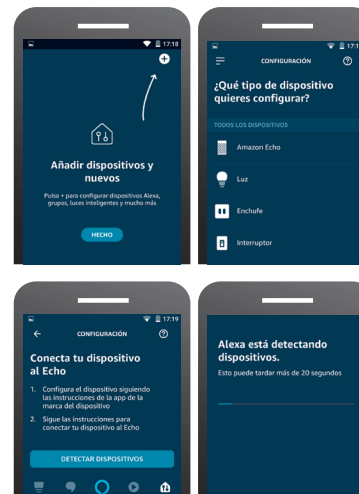 17:18
Añadir dispositivos y
nuevos
Pulsa + para configurar dispositivos Alexa,
grupos, luces inteligentes y mucho más
HECHO
CONFIGURACIÓN
¿Qué tipo de dispositivo
quieres configurar?
TODOS LOS DISPOSITIVOS
Amazon Echo
Luz
Enchufe
Interruptor
17:19
CONFIGURACIÓN
Conecta tu dispositivo
al Echo
1. Configura el dispositivo siguiendo
las instrucciones de la app de la
marca del dispositivo
2. Sigue las instrucciones para
conectar tu dispositivo al Echo
DETECTAR DISPOSITIVOS
Alexa está detectando
dispositivos.
Esto puede tardar más de 20 segundos